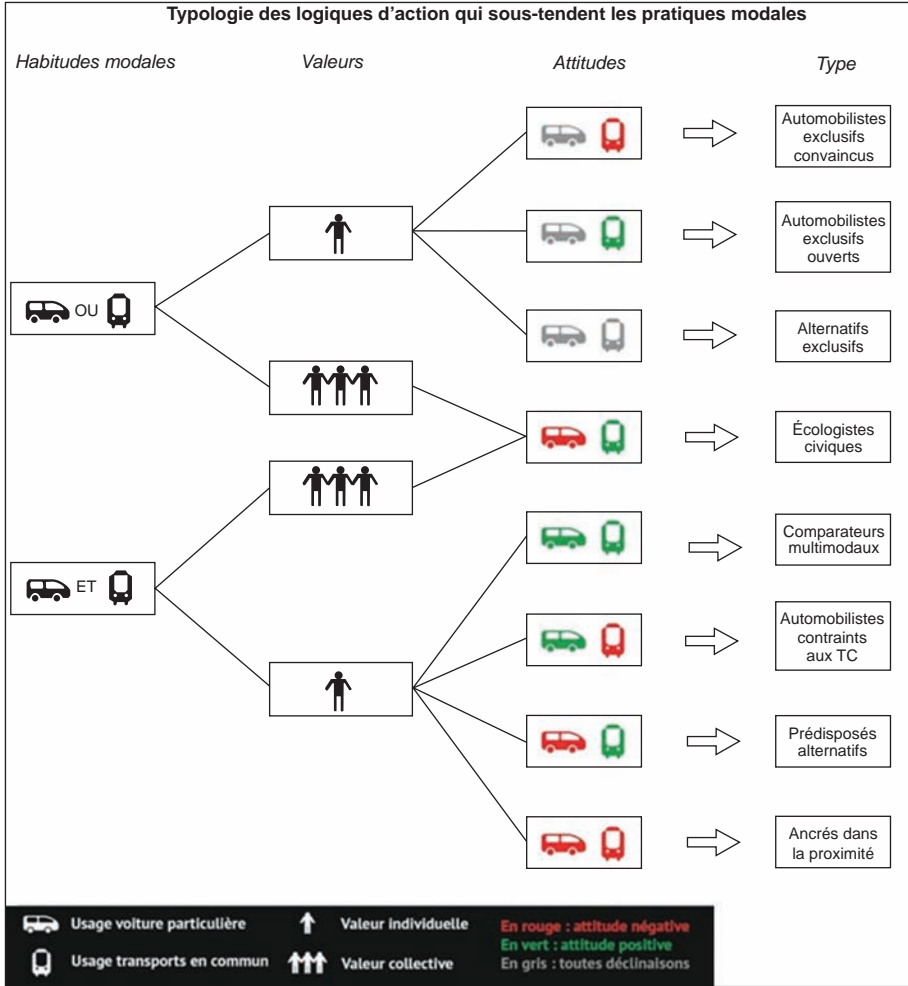 Typologie des logiques d'action qui sous-tendent les pratiques modales
Habitudes modales
Valeurs
Attitudes
Type
Automobilistes
exclusifs
convaincus
Automobilistes
exclusifs
ouverts
OU
Alternatifs
exclusifs
Écologistes
civiques
Comparateurs
multimodaux
ET
Automobilistes
contraints
aux TC
Prédisposés
alternatifs
Ancrés dans
la proximité
Usage voiture particulière
Valeur individuelle
En rouge : attitude négative
En vert : attitude positive
Usage transports en commun
Valeur collective
En gris : toutes déclinaisons